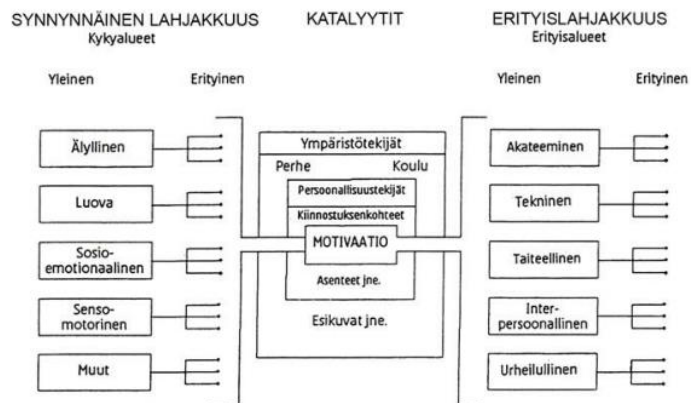 SYNNYNNÄINEN LAHJAKKUUS
Kykyalueet
Yleinen
Erityinen
Älyllinen
Luova
Sosio-
emotionaalinen
Senso-
motorinen
Muut
KATALYYTIT
Ympäristötekijät
Perhe
Koulu
Persoonallisuustekijät
Kiinnostuksenkohteet
MOTIVAATIO
Asenteet jne.
Esikuvat jne.
ERITYISLAHJAKKUUS
Erityisalueet
Yleinen
Erityinen
Akateeminen
Tekninen
Taiteellinen
Inter-
persoonallinen
Urheilullinen